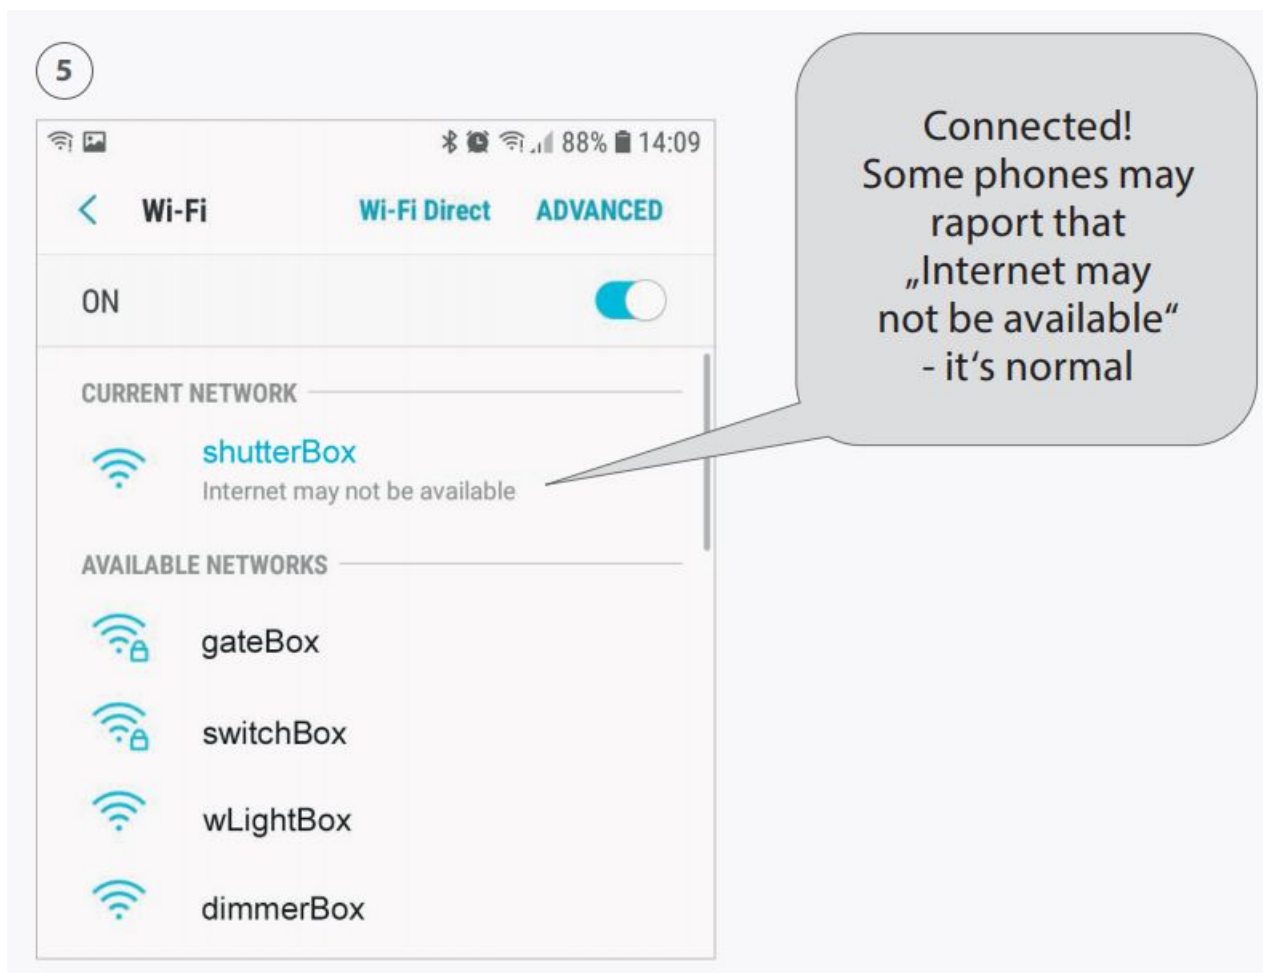 5
88% 14:09
Wi-Fi Wi-Fi Direct ADVANCED
ON
CURRENT NETWORK
shutterBox
Internet may not be available
AVAILABLE NETWORKS
gateBox
switchBox
wLightBox
dimmerBox
Connected!
Some phones may
raport that
„Internet may
not be available“
- it‘s normal